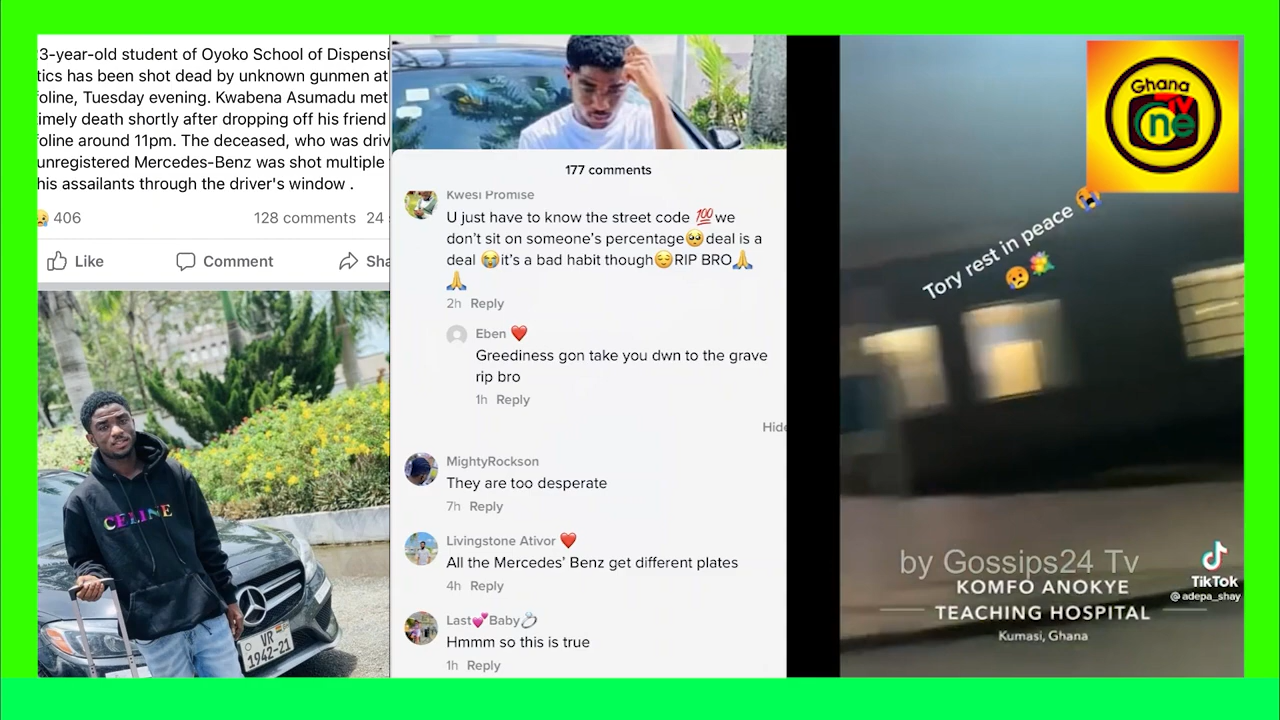 3-year-old student of Oyoko School of Dispensi
tics has been shot dead by unknown gunmen at
foline, Tuesday evening. Kwabena Asumadu met
timely death shortly after dropping off his friend
foline around 11pm. The deceased, who was driv
unregistered Mercedes-Benz was shot multiple
his assailants through the driver's window .
406
128 comments 24
Like
Comment
Sha
CELINE
VR
1942-21
177 comments
Kwesi Promise
U just have to know the street code 💯 we
don't sit on someone's percentage🥺deal is a
deal 😭it's a bad habit though😌RIP BRO🙏
🙏
2h Reply
Eben ❤️
Greediness gon take you dwn to the grave
rip bro
1h Reply
Hide
MightyRockson
They are too desperate
7h Reply
Livingstone Ativor ❤️
All the Mercedes' Benz get different plates
4h Reply
Last💕Baby💍
Hmmm so this is true
1h Reply
Ghana
TV
One
Tory rest in peace 😭
😥💐
by Gossips24 Tv
KOMFO ANOKYE
TEACHING HOSPITAL
Kumasi, Ghana
TikTok
@adepa_shay